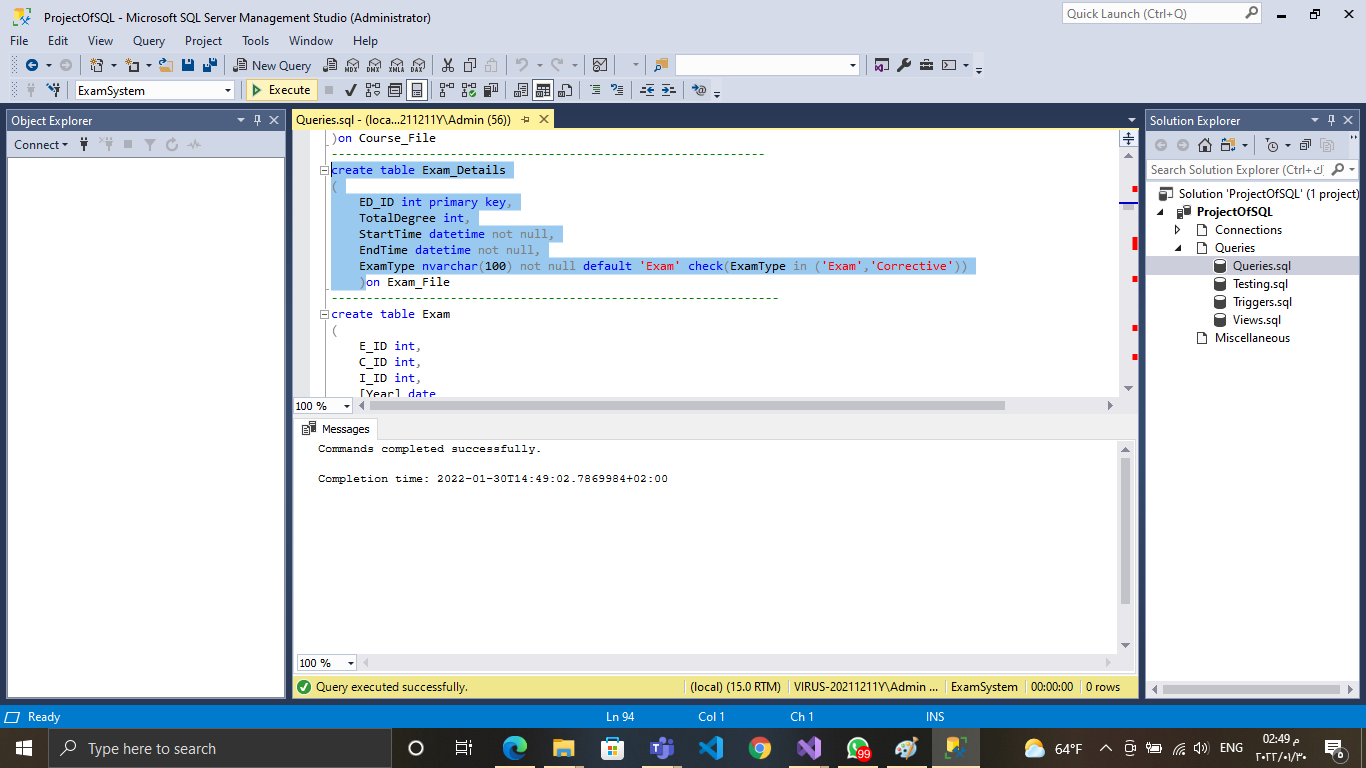 ProjectOfSQL - Microsoft SQL Server Management Studio (Administrator)
Quick Launch (Ctrl+Q)
File Edit View Query Project Tools Window Help
New Query
MDX DMX XMLA DAX
ExamSystem
Execute
Object Explorer
Connect
Queries.sql - (loca...211211Y\Admin (56))
)on Course_File
--------------------------------------------------------------
create table Exam_Details
(
ED_ID int primary key,
TotalDegree int,
StartTime datetime not null,
EndTime datetime not null,
ExamType nvarchar(100) not null default 'Exam' check(ExamType in ('Exam','Corrective'))
)on Exam_File
----------------------------------------------------------------
create table Exam
(
E_ID int,
C_ID int,
I_ID int,
[Year] date
100 %
Messages
Commands completed successfully.
Completion time: 2022-01-30T14:49:02.7869984+02:00
100 %
Query executed successfully.
(local) (15.0 RTM)
VIRUS-20211211Y\Admin ...
ExamSystem
00:00:00
0 rows
Solution Explorer
Search Solution Explorer (Ctrl+ك)
Solution 'ProjectOfSQL' (1 project)
ProjectOfSQL
Connections
Queries
Queries.sql
Testing.sql
Triggers.sql
Views.sql
Miscellaneous
Ready
Ln 94
Col 1
Ch 1
INS
Type here to search
99
64°F
ENG
02:49 م
٢٠٢٢/٠١/٣٠
8